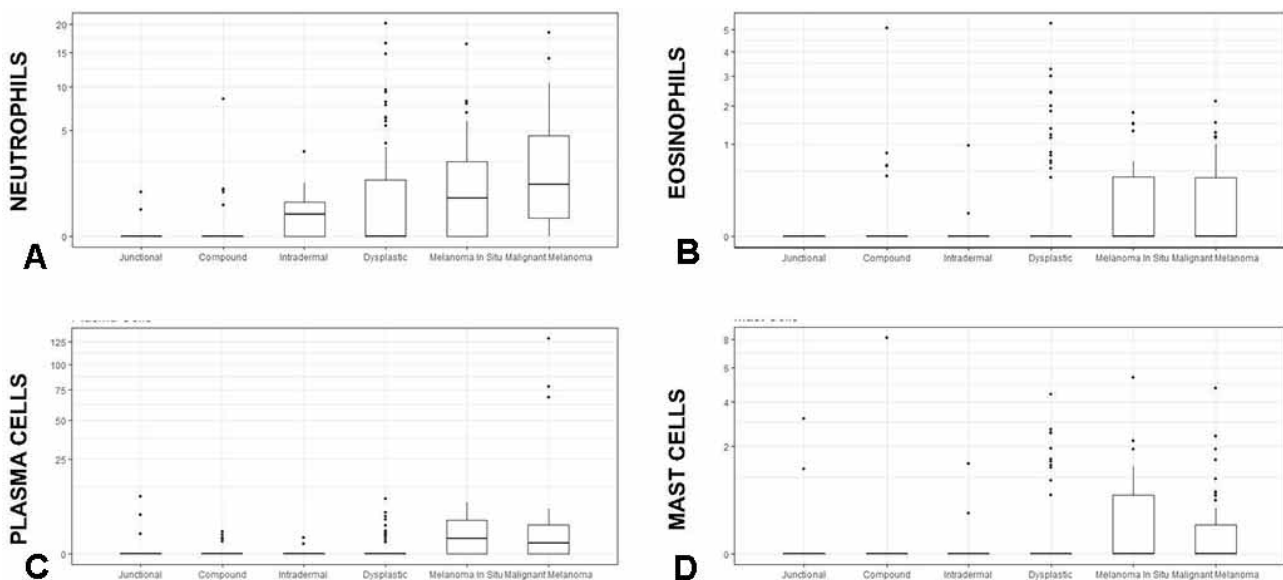 NEUTROPHILS
20
15
10
5
0
A
Junctional Compound Intradermal Dysplastic Melanoma In Situ Malignant Melanoma
EOSINOPHILS
5
4
3
2
1
0
B
Junctional Compound Intradermal Dysplastic Melanoma In Situ Malignant Melanoma
PLASMA CELLS
125
100
75
50
25
0
C
Junctional Compound Intradermal Dysplastic Melanoma In Situ Malignant Melanoma
MAST CELLS
8
4
2
0
D
Junctional Compound Intradermal Dysplastic Melanoma In Situ Malignant Melanoma